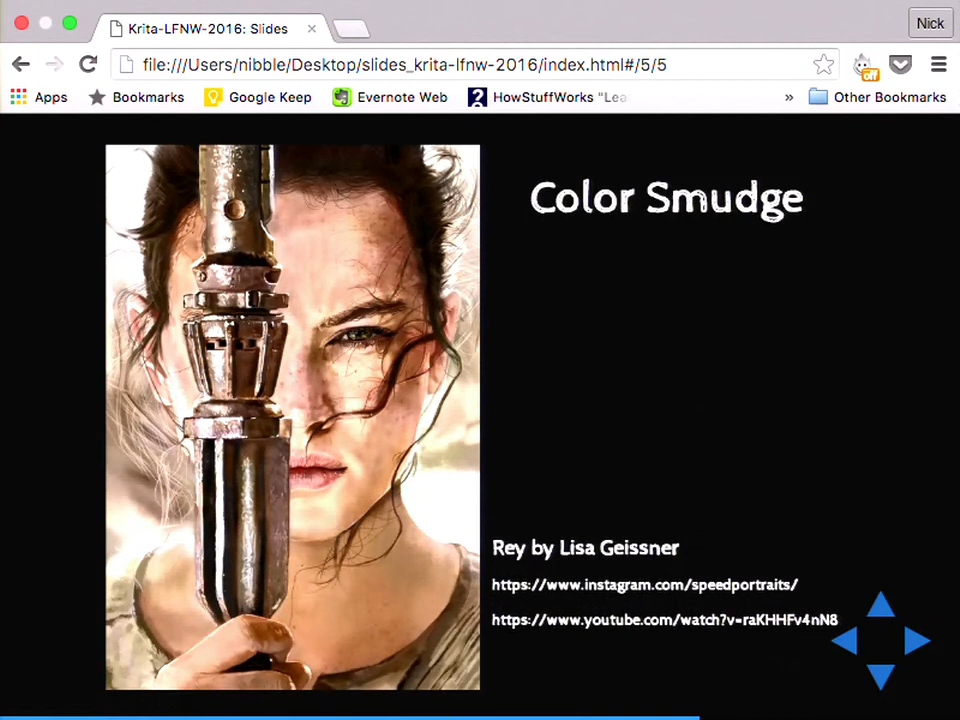 Krita-LFNW-2016: Slides
Nick
file:///Users/nibble/Desktop/slides_krita-lfnw-2016/index.html#/5/5
off
Apps
Bookmarks
Google Keep
Evernote Web
HowStuffWorks "Lea
»
Other Bookmarks
Color Smudge
Rey by Lisa Geissner
https://www.instagram.com/speedportraits/
https://www.youtube.com/watch?v=raKHHFv4nN8